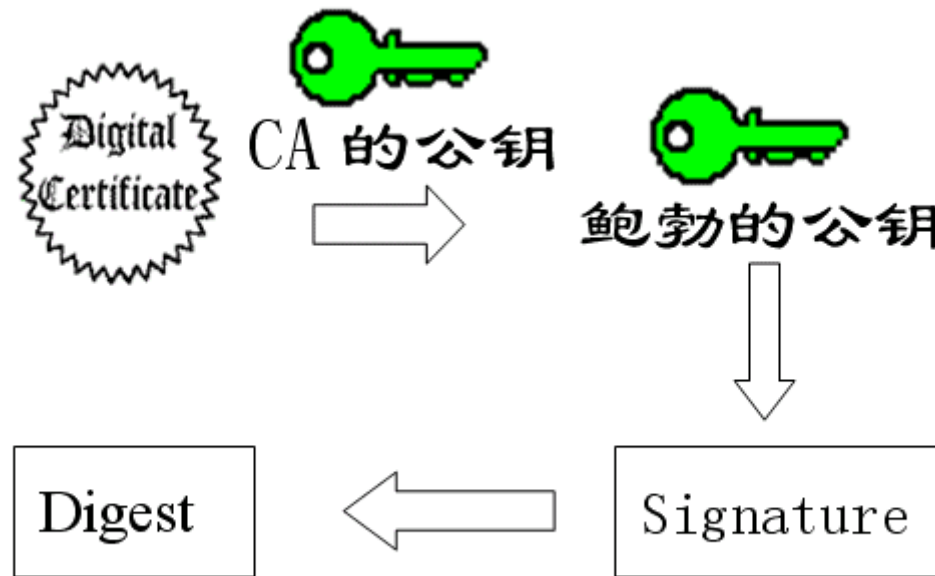 Digital
Certificate
CA 的公钥
鲍勃的公钥
Signature
Digest